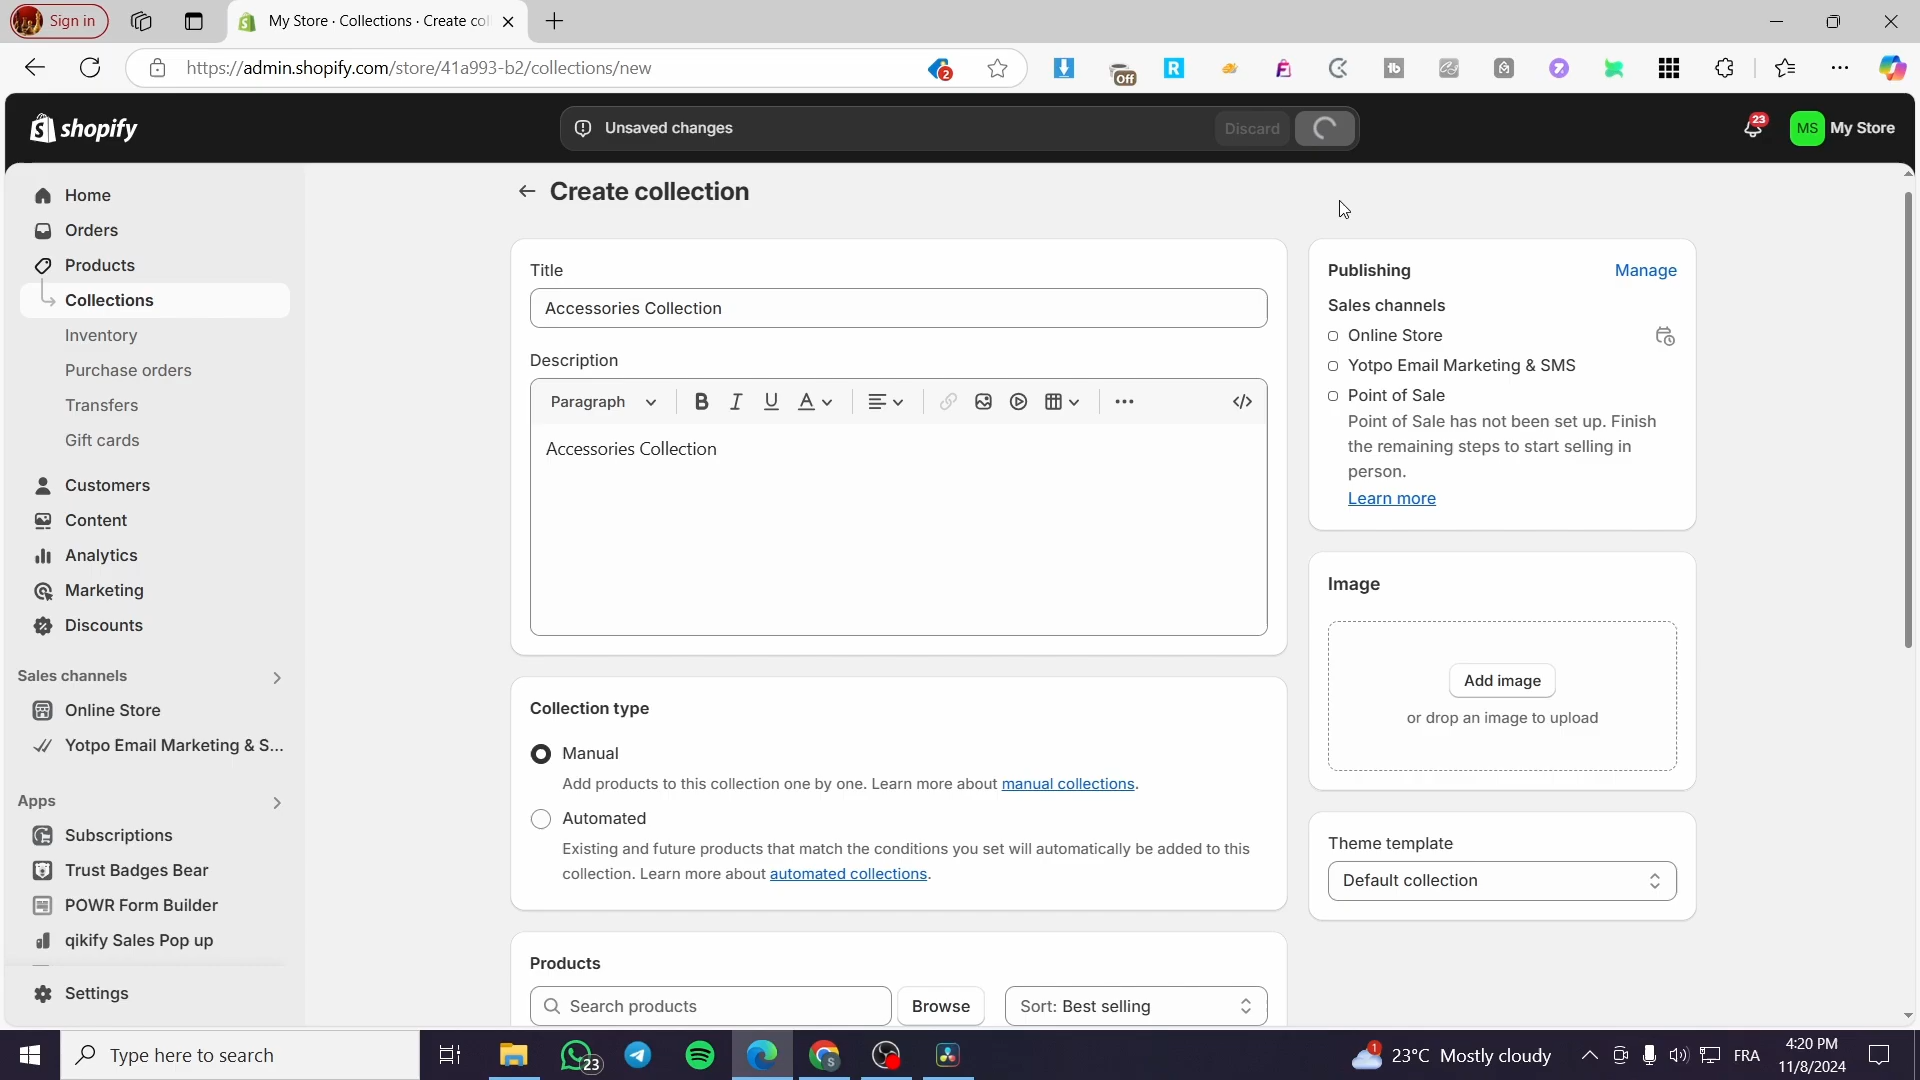 Sign in
My Store · Collections · Create col
https://admin.shopify.com/store/41a993-b2/collections/new
2
Off
shopify
Unsaved changes
Discard
23
MS
My Store
Home
Orders
Products
Collections
Inventory
Purchase orders
Transfers
Gift cards
Customers
Content
Analytics
Marketing
Discounts
Sales channels
Online Store
Yotpo Email Marketing & S...
Apps
Subscriptions
Trust Badges Bear
POWR Form Builder
qikify Sales Pop up
Settings
Create collection
Title
Accessories Collection
Description
Paragraph
B I U A
Accessories Collection
Collection type
Manual
Add products to this collection one by one. Learn more about manual collections.
Automated
Existing and future products that match the conditions you set will automatically be added to this
collection. Learn more about automated collections.
Products
Search products
Browse
Sort: Best selling
Publishing
Manage
Sales channels
Online Store
Yotpo Email Marketing & SMS
Point of Sale
Point of Sale has not been set up. Finish
the remaining steps to start selling in
person.
Learn more
Image
Add image
or drop an image to upload
Theme template
Default collection
Type here to search
23
1
23°C Mostly cloudy
FRA
4:20 PM
11/8/2024